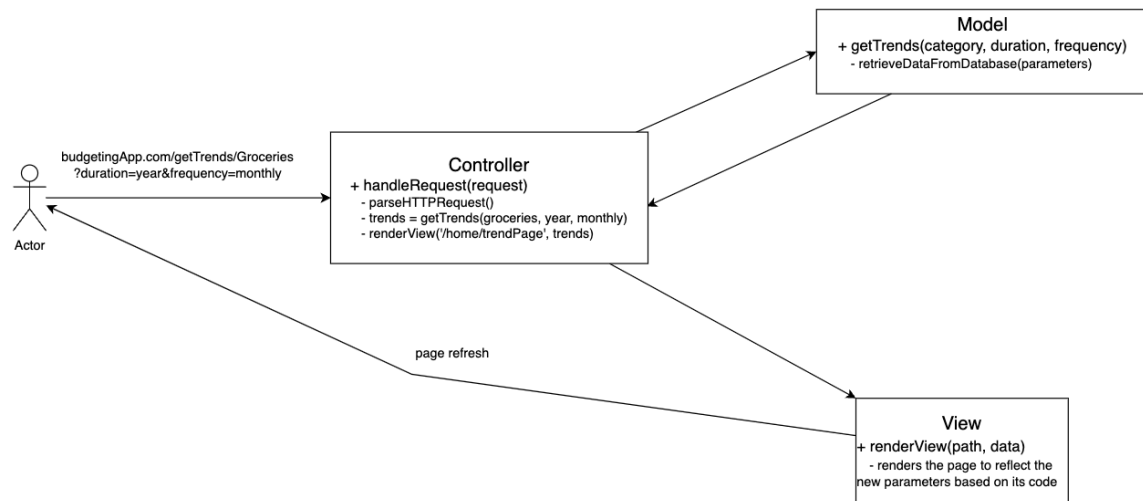 Model
+ getTrends(category, duration, frequency)
- retrieveDataFromDatabase(parameters)
budgetingApp.com/getTrends/Groceries
?duration=year&frequency=monthly
Actor
Controller
+ handleRequest(request)
- parseHTTPRequest()
- trends = getTrends(groceries, year, monthly)
- renderView('/home/trendPage', trends)
page refresh
View
+ renderView(path, data)
- renders the page to reflect the
new parameters based on its code